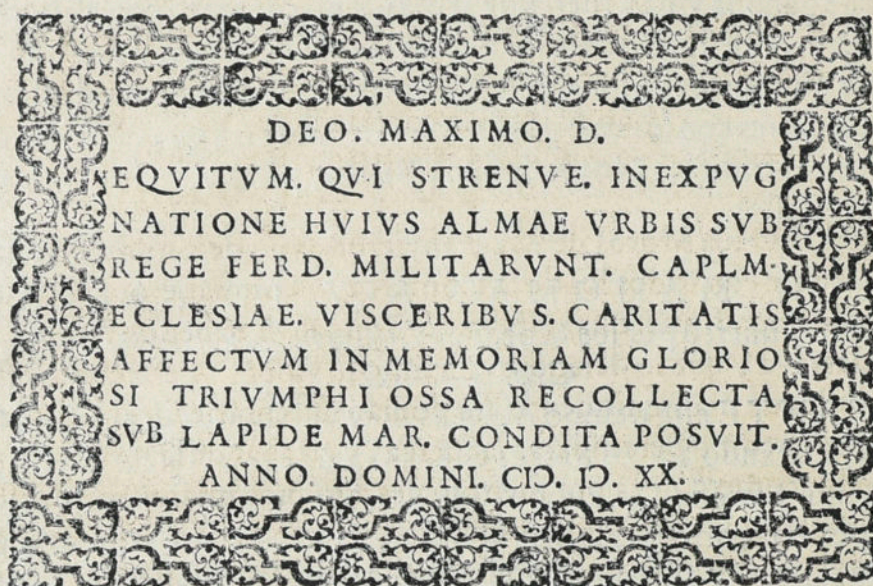 DEO. MAXIMO. D.
EQVITVM. QVI STRENVE. INEXPVG
NATIONE HVIVS ALMAE VRBIS SVB
REGE FERD. MILITARVNT. CAPLM.
ECLESIAE. VISCERIBVS. CARITATIS
AFFECTVM IN MEMORIAM GLORIO
SI TRIVMPHI OSSA RECOLLECTA
SVB LAPIDE MAR. CONDITA POSVIT.
ANNO. DOMINI. CIↃ. IↃ. XX.